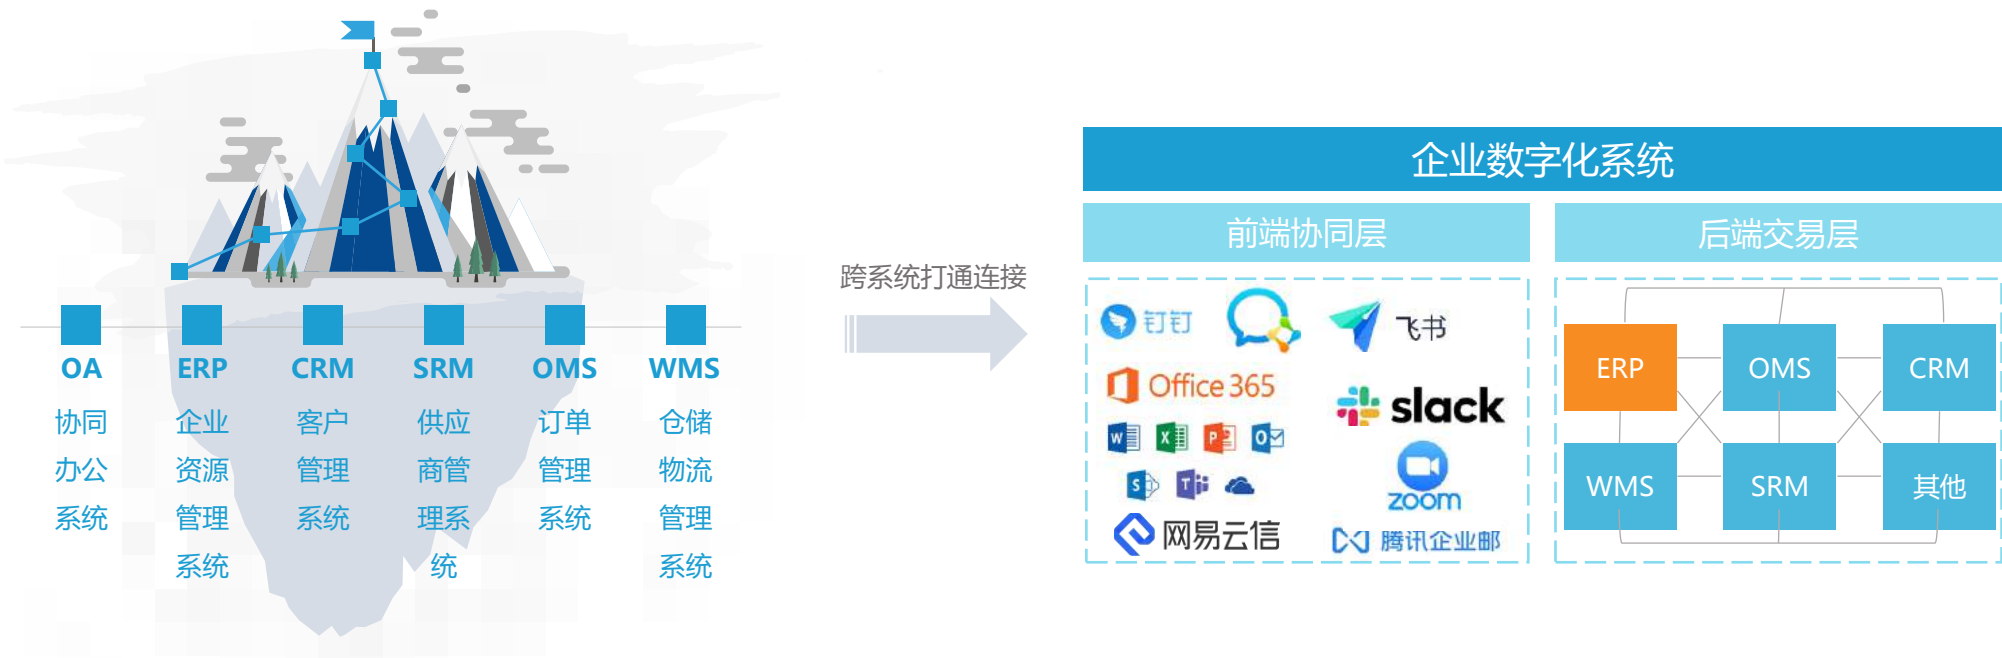 OA
协同
办公
系统
ERP
企业
资源
管理
系统
CRM
客户
管理
系统
SRM
供应
商管
理系
统
OMS
订单
管理
系统
WMS
仓储
物流
管理
系统
跨系统打通连接
企业数字化系统
前端协同层
钉钉
飞书
Office 365
slack
W
X
P
O
S
T
zoom
网易云信
腾讯企业邮
后端交易层
ERP
OMS
CRM
WMS
SRM
其他